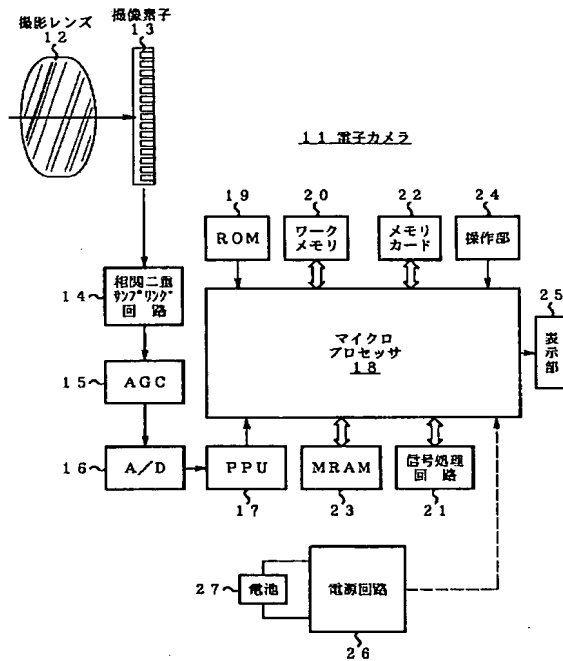 撮影レンズ
12
撮像素子
13
11 電子カメラ
19
ROM
20
ワーク
メモリ
22
メモリ
カード
24
操作部
14
相関二重
サンプリング
回路
25
表示部
マイクロ
プロセッサ
18
15
AGC
16
A/D
PPU
17
MRAM
23
信号処理
回路
21
27
電池
電源回路
26